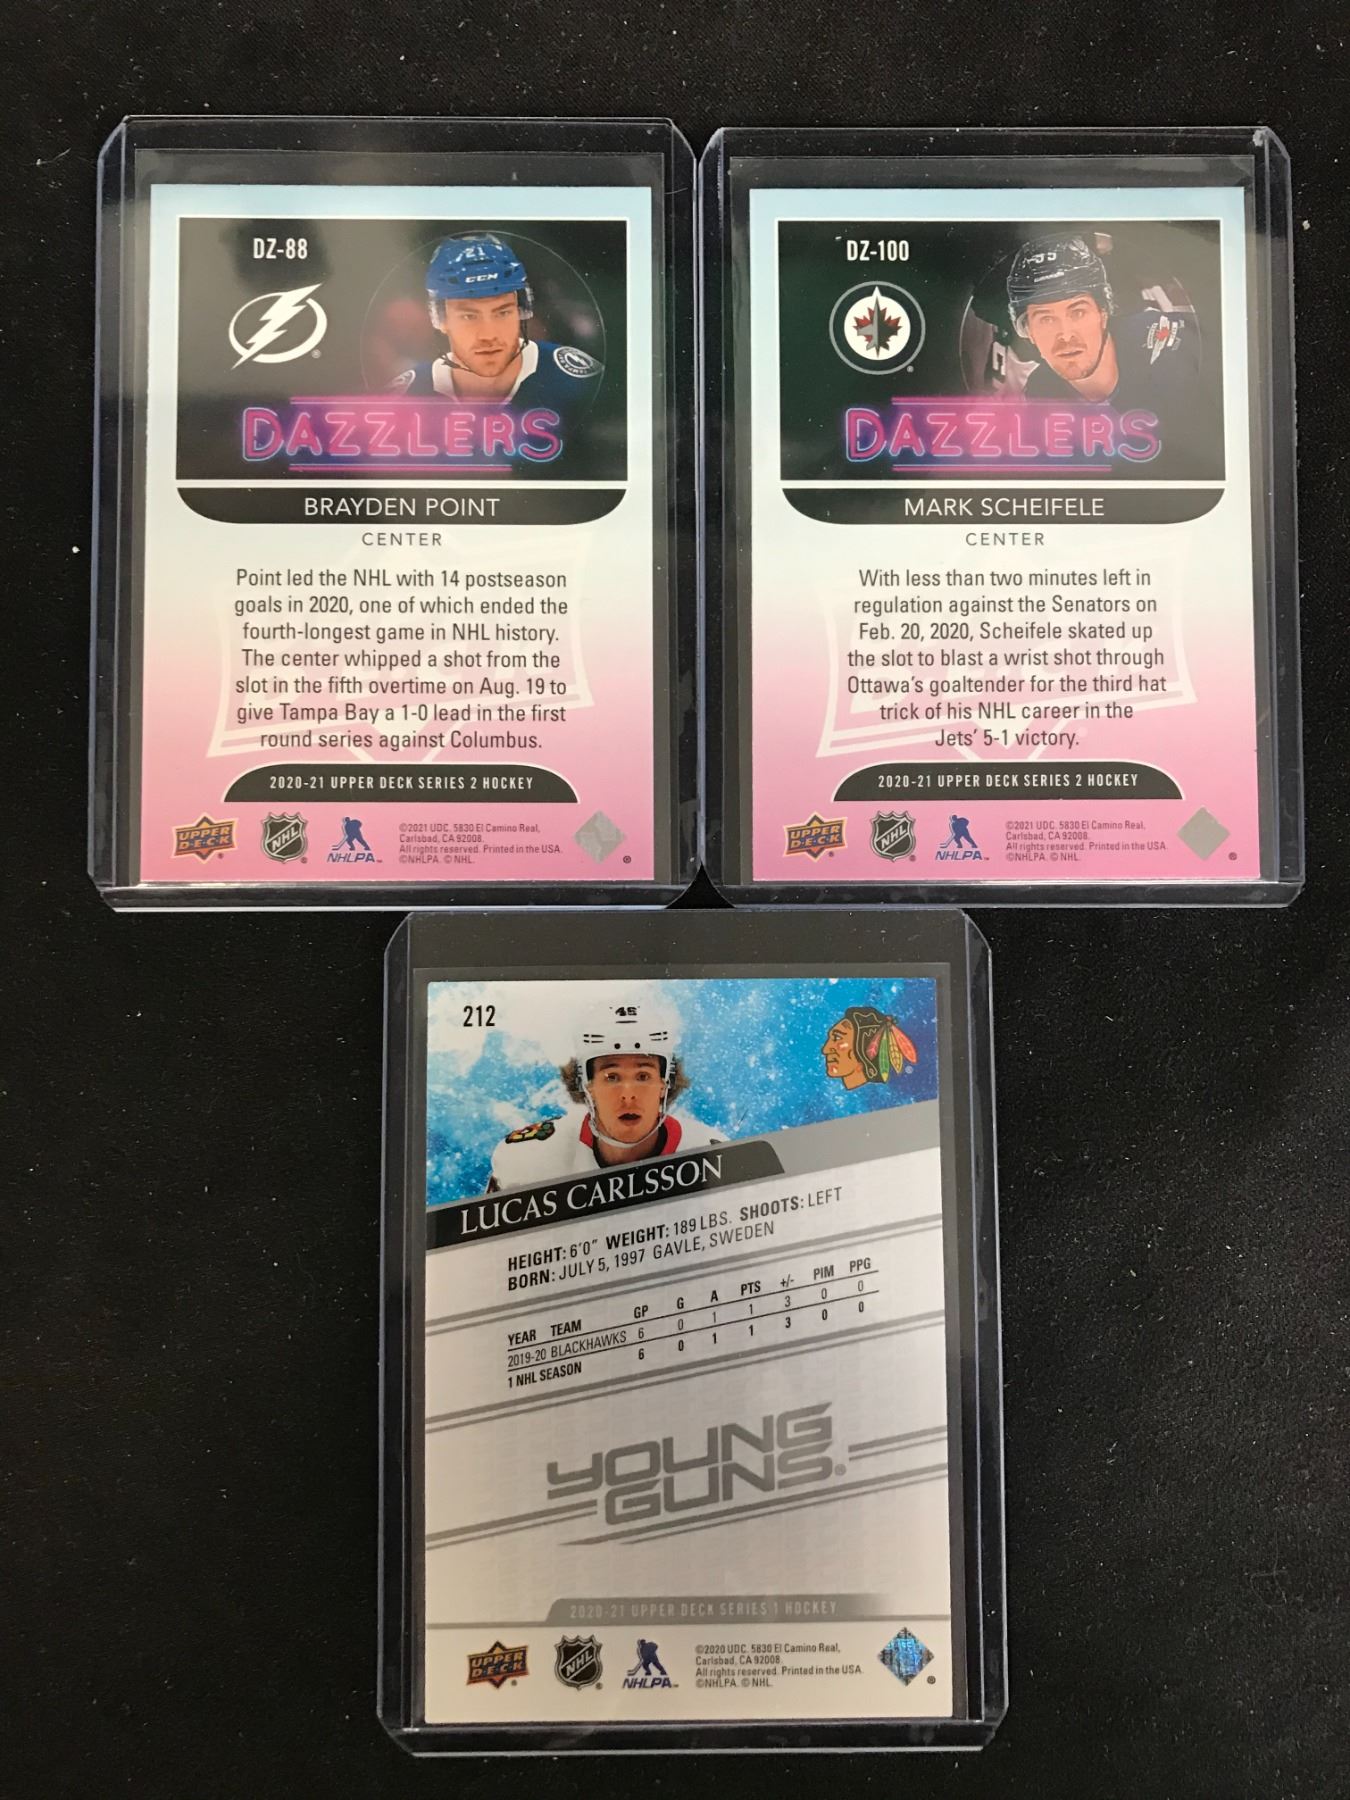 DZ-88
21
CCM
DAZZLERS
BRAYDEN POINT
CENTER
Point led the NHL with 14 postseason
goals in 2020, one of which ended the
fourth-longest game in NHL history.
The center whipped a shot from the
slot in the fifth overtime on Aug. 19 to
give Tampa Bay a 1-0 lead in the first
round series against Columbus.
2020-21 UPPER DECK SERIES 2 HOCKEY
UPPER
D·E·C·K
NHL
NHLPA
©2021 UDC. 5830 El Camino Real,
Carlsbad, CA 92008.
All rights reserved. Printed in the USA.
©NHLPA. © NHL.
DZ-100
55
DAZZLERS
MARK SCHEIFELE
CENTER
With less than two minutes left in
regulation against the Senators on
Feb. 20, 2020, Scheifele skated up
the slot to blast a wrist shot through
Ottawa's goaltender for the third hat
trick of his NHL career in the
Jets' 5-1 victory.
2020-21 UPPER DECK SERIES 2 HOCKEY
UPPER
D·E·C·K
NHL
NHLPA
©2021 UDC. 5830 El Camino Real,
Carlsbad, CA 92008.
All rights reserved. Printed in the USA.
©NHLPA. © NHL.
212
46
LUCAS CARLSSON
HEIGHT: 6'0" WEIGHT: 189 LBS. SHOOTS: LEFT
BORN: JULY 5, 1997 GAVLE, SWEDEN
YEAR TEAM GP G A PTS +/- PIM PPG
2019-20 BLACKHAWKS 6 0 1 1 3 0 0
1 NHL SEASON 6 0 1 1 3 0 0
YOUNG
GUNS®
2020-21 UPPER DECK SERIES 1 HOCKEY
UPPER
D·E·C·K
NHL
NHLPA
©2020 UDC. 5830 El Camino Real,
Carlsbad, CA 92008.
All rights reserved. Printed in the USA.
©NHLPA. © NHL.